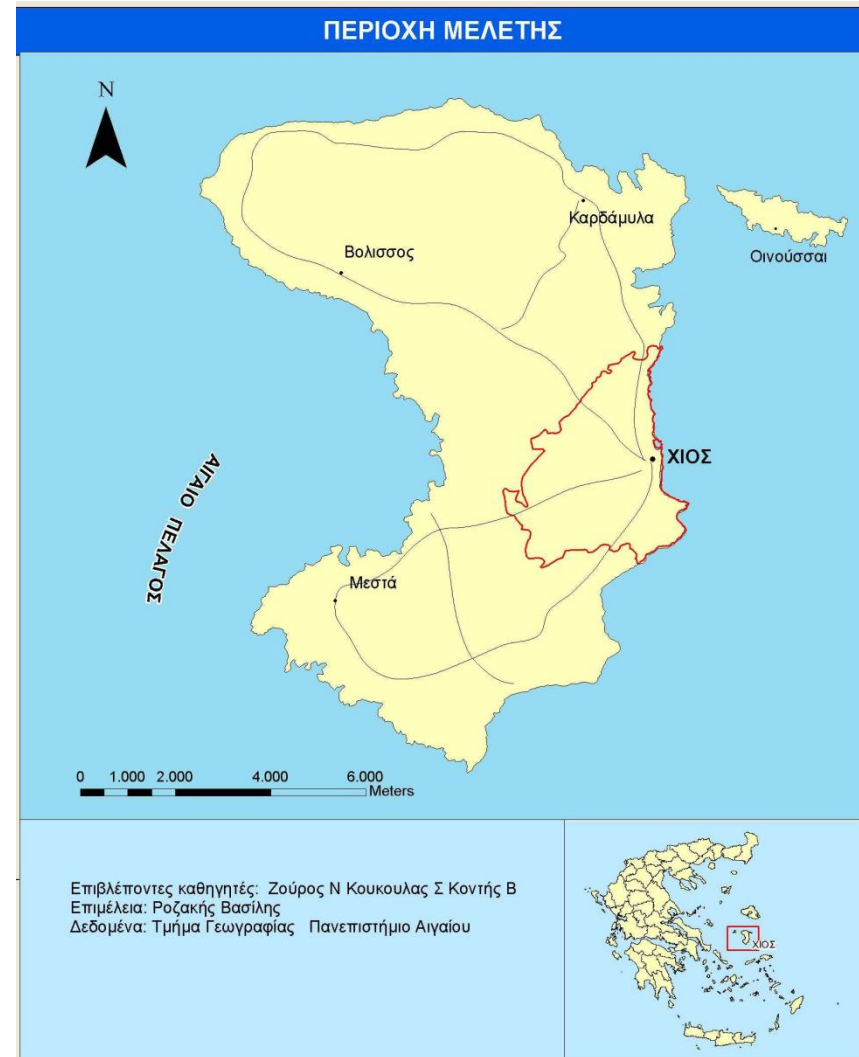 ΠΕΡΙΟΧΗ ΜΕΛΕΤΗΣ
N
Καρδάμυλα
Οινούσσαι
Βολισσος
ΧΙΟΣ
ΑΙΓΑΙΟ ΠΕΛΑΓΟΣ
Μεστά
0 1.000 2.000 4.000 6.000
Meters
Επιβλέποντες καθηγητές: Ζούρος Ν Κουκουλας Σ Κοντής Β
Επιμέλεια: Ροζακής Βασίλης
Δεδομένα: Τμήμα Γεωγραφίας Πανεπιστήμιο Αιγαίου
ΧΙΟΣ